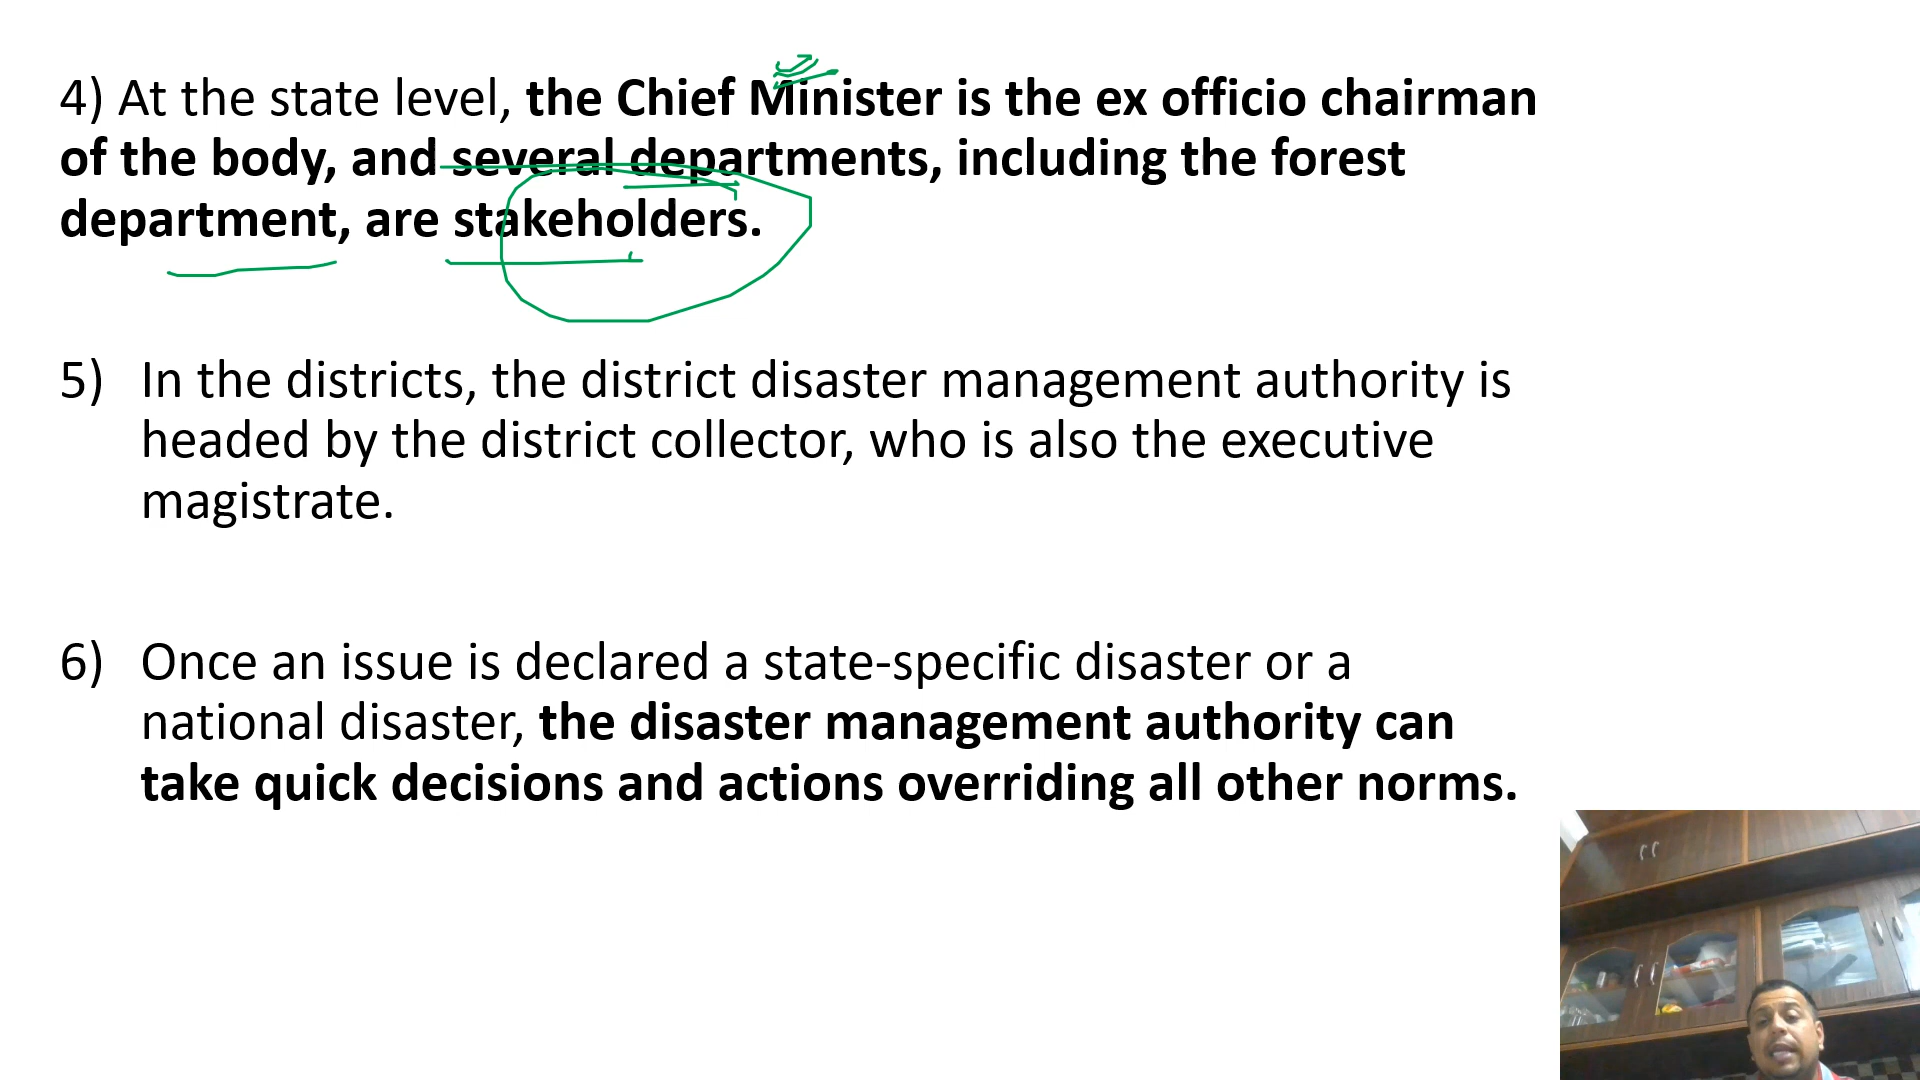 4) At the state level, the Chief Minister is the ex officio chairman
of the body, and several departments, including the forest
department, are stakeholders.
5) In the districts, the district disaster management authority is
headed by the district collector, who is also the executive
magistrate.
6) Once an issue is declared a state-specific disaster or a
national disaster, the disaster management authority can
take quick decisions and actions overriding all other norms.